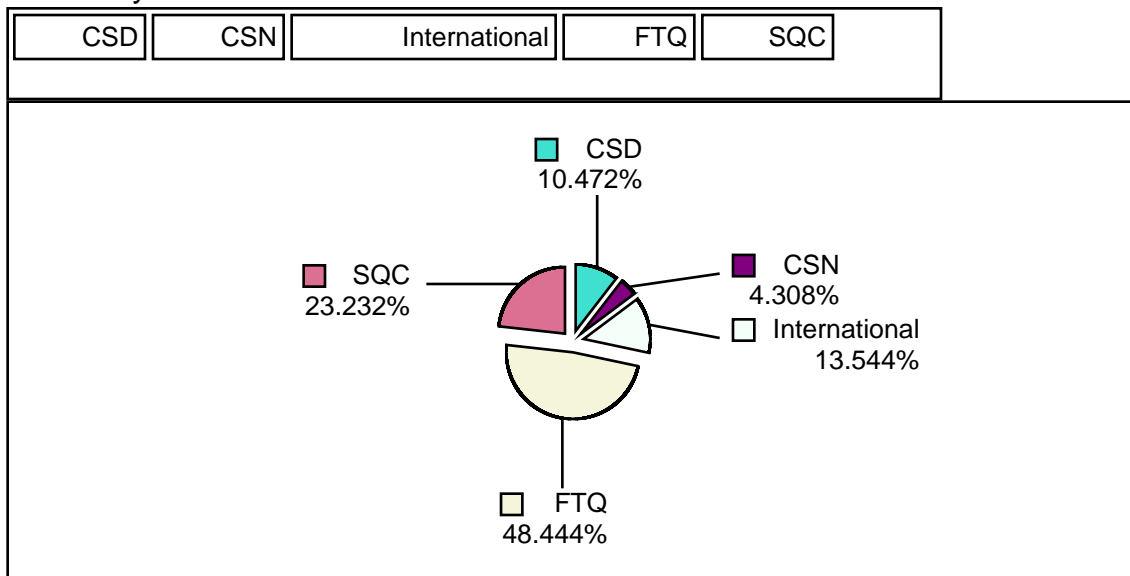 CSD CSN International FTQ SQC
CSD
10.472%
SQC
23.232%
CSN
4.308%
International
13.544%
FTQ
48.444%